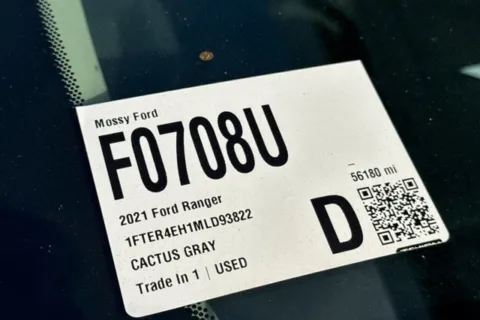 Mossy Ford
F0708U
2021 Ford Ranger
56180 mi
1FTER4EH1MLD93822
CACTUS GRAY
D
Trade In 1 | USED